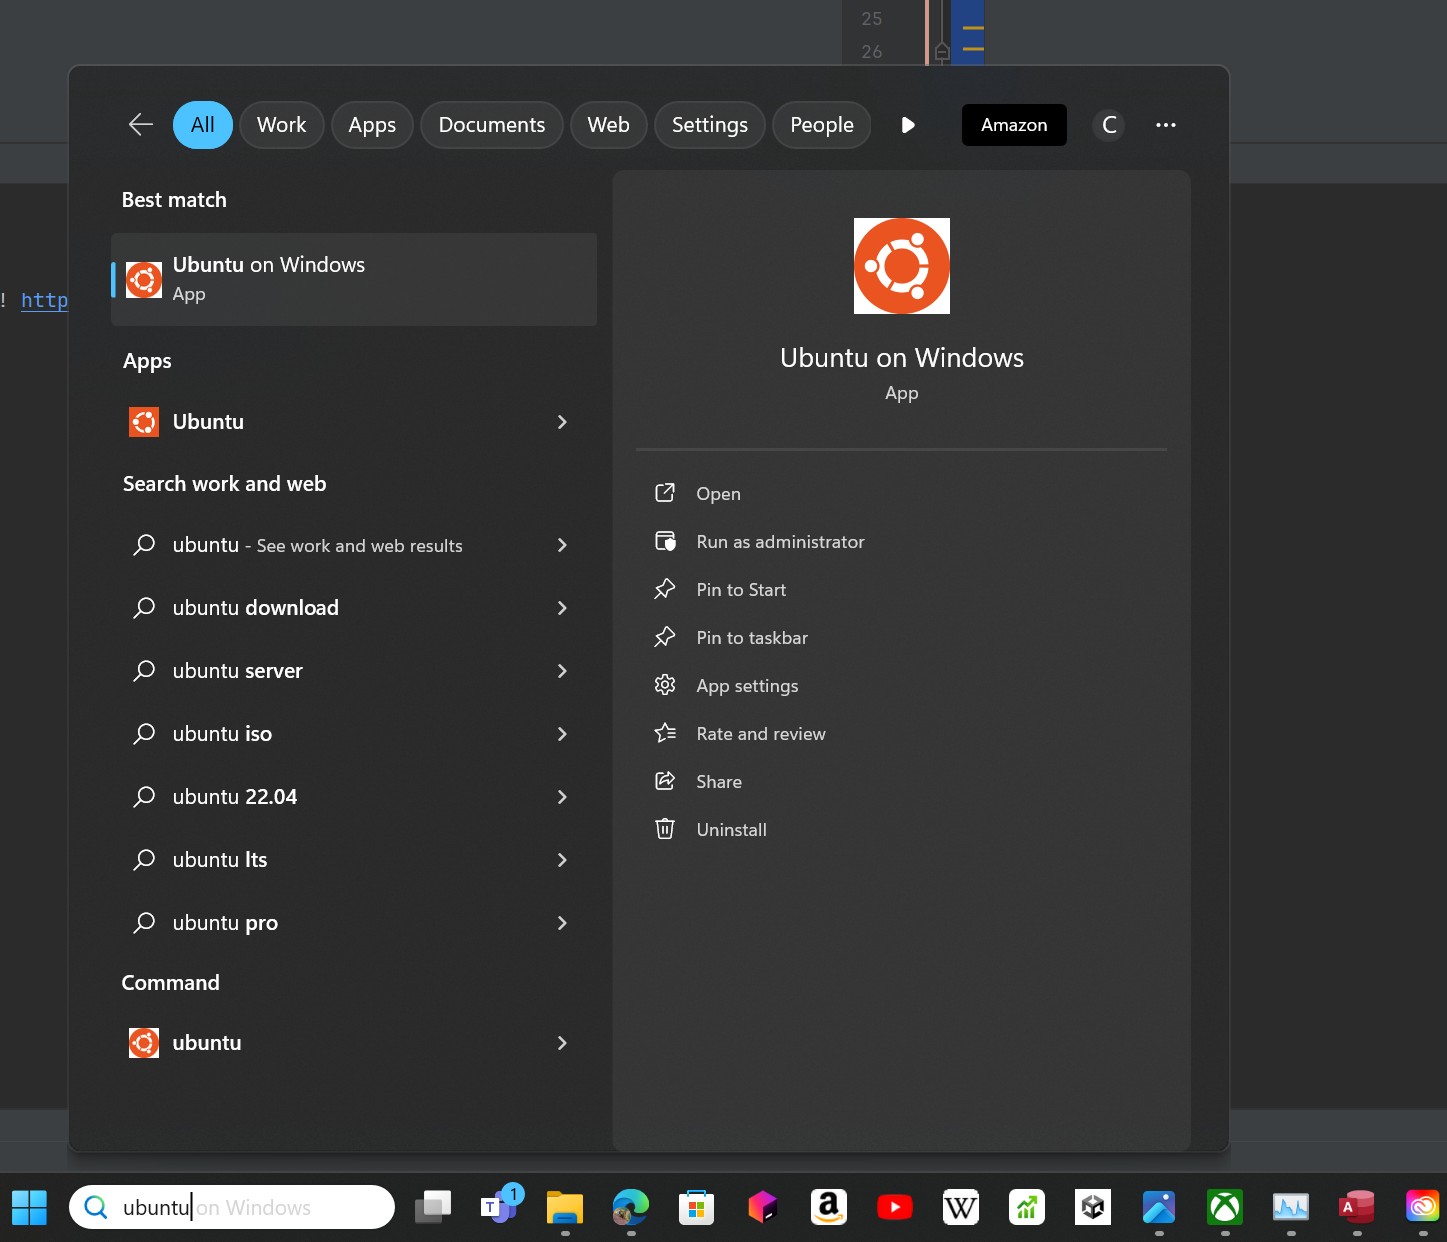 25
26
All
Work
Apps
Documents
Web
Settings
People
Amazon
C
Best match
Ubuntu on Windows
App
! http
Apps
Ubuntu
Search work and web
ubuntu - See work and web results
ubuntu download
ubuntu server
ubuntu iso
ubuntu 22.04
ubuntu lts
ubuntu pro
Command
ubuntu
Ubuntu on Windows
App
Open
Run as administrator
Pin to Start
Pin to taskbar
App settings
Rate and review
Share
Uninstall
ubuntu on Windows
T
1
a
W
A